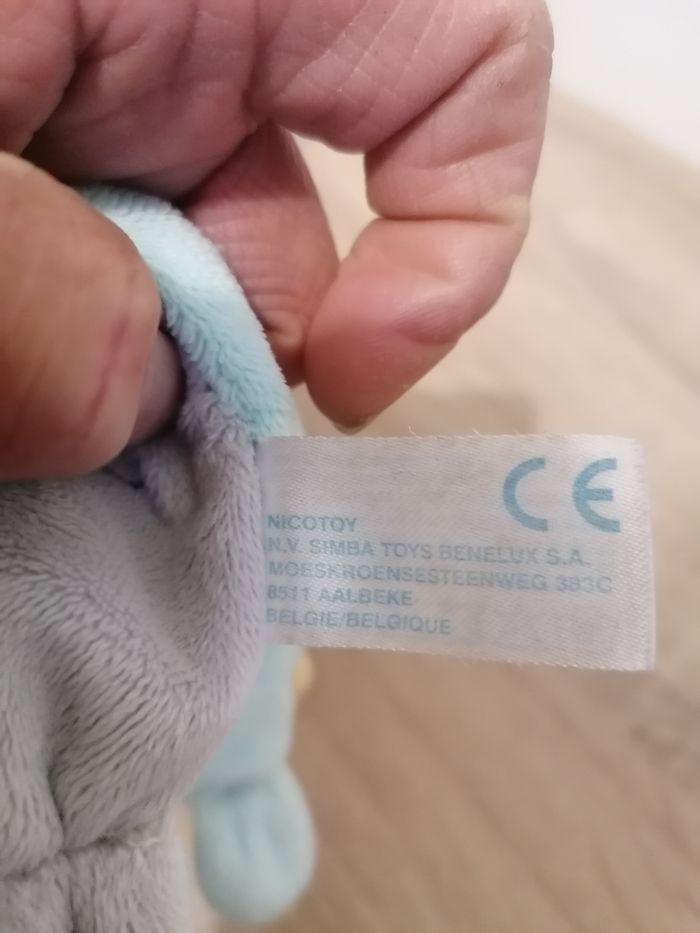 CE
NICOTOY
N.V. SIMBA TOYS BENELUX S.A.
MOESKROENSESTEENWEG 383C
8511 AALBEKE
BELGIE/BELGIQUE